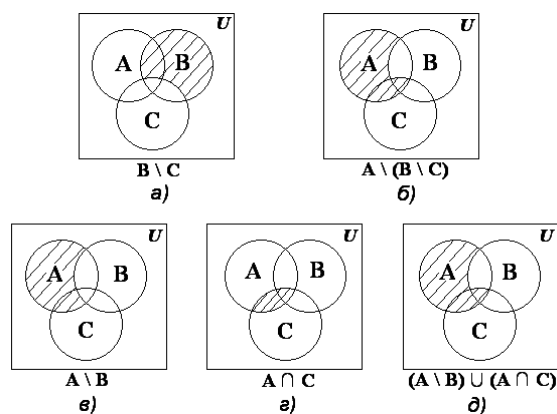 U
A B
C
B \ C
а)
U
A B
C
A \ (B \ C)
б)
U
A B
C
A \ B
в)
U
A B
C
A ∩ C
г)
U
A B
C
(A \ B) ∪ (A ∩ C)
д)